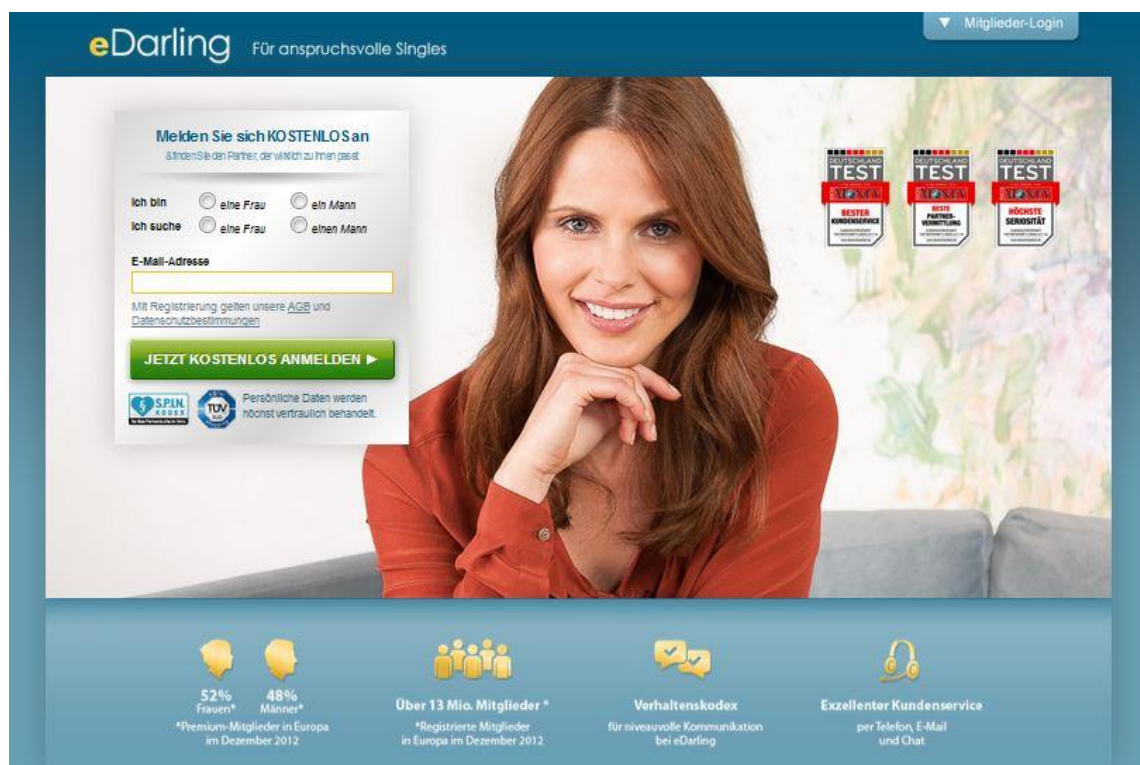 Mitglieder-Login
eDarling Für anspruchsvolle Singles
Melden Sie sich KOSTENLOS an
& finden Sie den Partner, der wirklich zu Ihnen passt
Ich bin eine Frau ein Mann
Ich suche eine Frau einen Mann
E-Mail-Adresse
Mit Registrierung gelten unsere AGB und
Datenschutzbestimmungen
JETZT KOSTENLOS ANMELDEN
S.P.I.N.
KODEX
TÜV
SÜD
Persönliche Daten werden
höchst vertraulich behandelt.
DEUTSCHLAND
TEST
MONEY
BESTER
KUNDENSERVICE
DEUTSCHLAND
TEST
MONEY
BESTE
PARTNER-
VERMITTLUNG
DEUTSCHLAND
TEST
MONEY
HÖCHSTE
SERIOSITÄT
52% 48%
Frauen* Männer*
*Premium-Mitglieder in Europa
im Dezember 2012
Über 13 Mio. Mitglieder *
*Registrierte Mitglieder
in Europa im Dezember 2012
Verhaltenskodex
für niveauvolle Kommunikation
bei eDarling
Exzellenter Kundenservice
per Telefon, E-Mail
und Chat